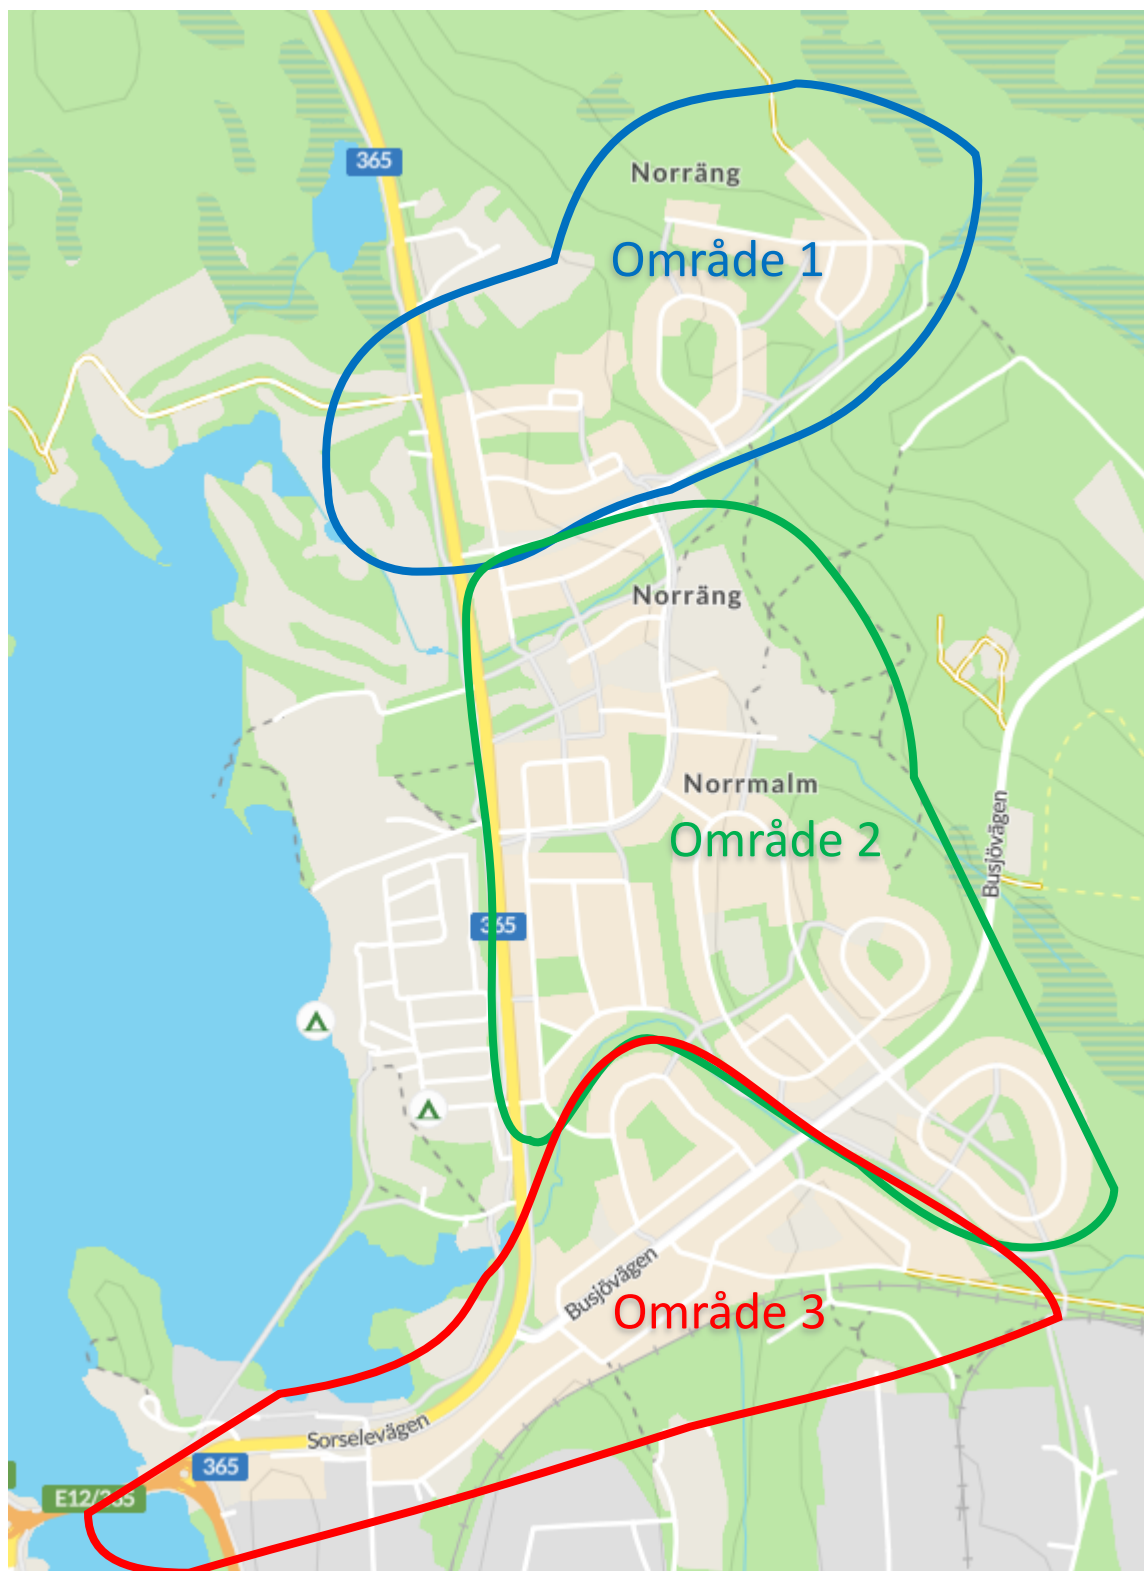 365
Norräng
Område 1
Norräng
Norrmalm
Område 2
Busjövägen
365
Busjövägen
Område 3
Sorselevägen
365
E12/365